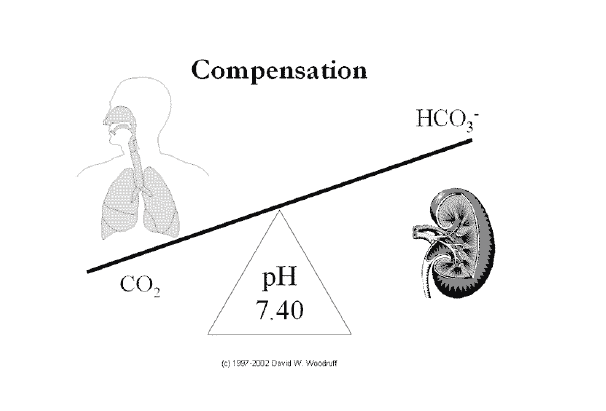 Compensation
HCO₃⁻
CO₂
pH
7.40
(c) 1997-2002 David W. Woodruff